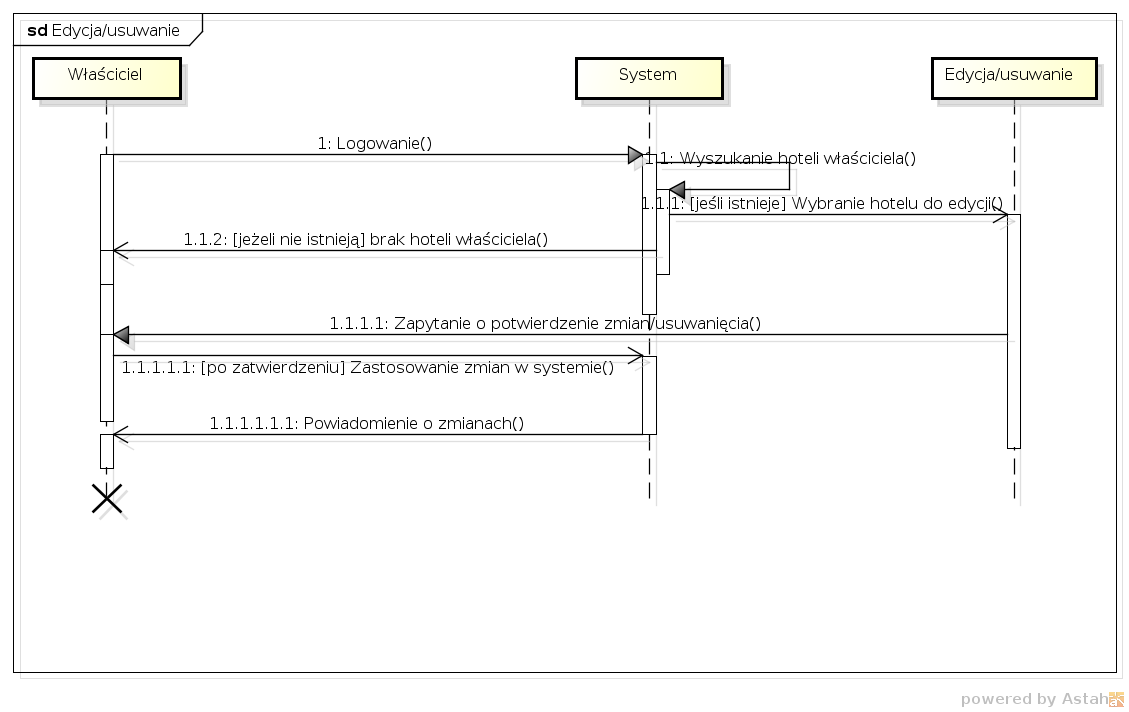 sd Edycja/usuwanie
Właściciel
System
Edycja/usuwanie
1: Logowanie()
1.1: Wyszukanie hoteli właściciela()
1.1.1: [jeśli istnieje] Wybranie hotelu do edycji()
1.1.2: [jeżeli nie istnieją] brak hoteli właściciela()
1.1.1.1: Zapytanie o potwierdzenie zmian/usuwanięcia()
1.1.1.1.1: [po zatwierdzeniu] Zastosowanie zmian w systemie()
1.1.1.1.1.1: Powiadomienie o zmianach()
powered by Astah